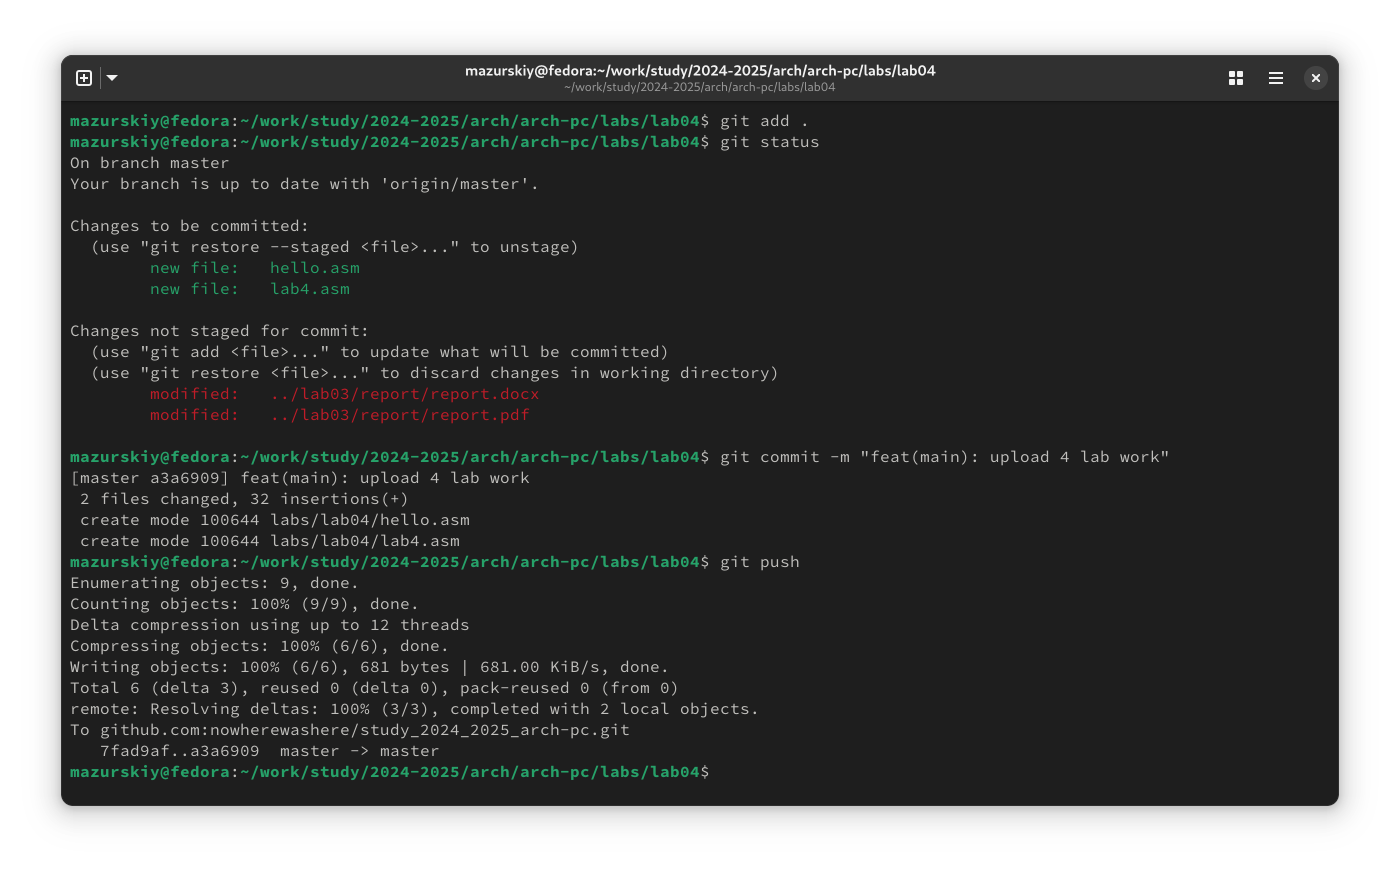 mazurskiy@fedora:~/work/study/2024-2025/arch/arch-pc/labs/lab04
~/work/study/2024-2025/arch/arch-pc/labs/lab04
mazurskiy@fedora:~/work/study/2024-2025/arch/arch-pc/labs/lab04$ git add .
mazurskiy@fedora:~/work/study/2024-2025/arch/arch-pc/labs/lab04$ git status
On branch master
Your branch is up to date with 'origin/master'.

Changes to be committed:
  (use "git restore --staged <file>..." to unstage)
        new file:   hello.asm
        new file:   lab4.asm

Changes not staged for commit:
  (use "git add <file>..." to update what will be committed)
  (use "git restore <file>..." to discard changes in working directory)
        modified:   ../lab03/report/report.docx
        modified:   ../lab03/report/report.pdf

mazurskiy@fedora:~/work/study/2024-2025/arch/arch-pc/labs/lab04$ git commit -m "feat(main): upload 4 lab work"
[master a3a6909] feat(main): upload 4 lab work
 2 files changed, 32 insertions(+)
 create mode 100644 labs/lab04/hello.asm
 create mode 100644 labs/lab04/lab4.asm
mazurskiy@fedora:~/work/study/2024-2025/arch/arch-pc/labs/lab04$ git push
Enumerating objects: 9, done.
Counting objects: 100% (9/9), done.
Delta compression using up to 12 threads
Compressing objects: 100% (6/6), done.
Writing objects: 100% (6/6), 681 bytes | 681.00 KiB/s, done.
Total 6 (delta 3), reused 0 (delta 0), pack-reused 0 (from 0)
remote: Resolving deltas: 100% (3/3), completed with 2 local objects.
To github.com:nowherewashere/study_2024_2025_arch-pc.git
   7fad9af..a3a6909  master -> master
mazurskiy@fedora:~/work/study/2024-2025/arch/arch-pc/labs/lab04$